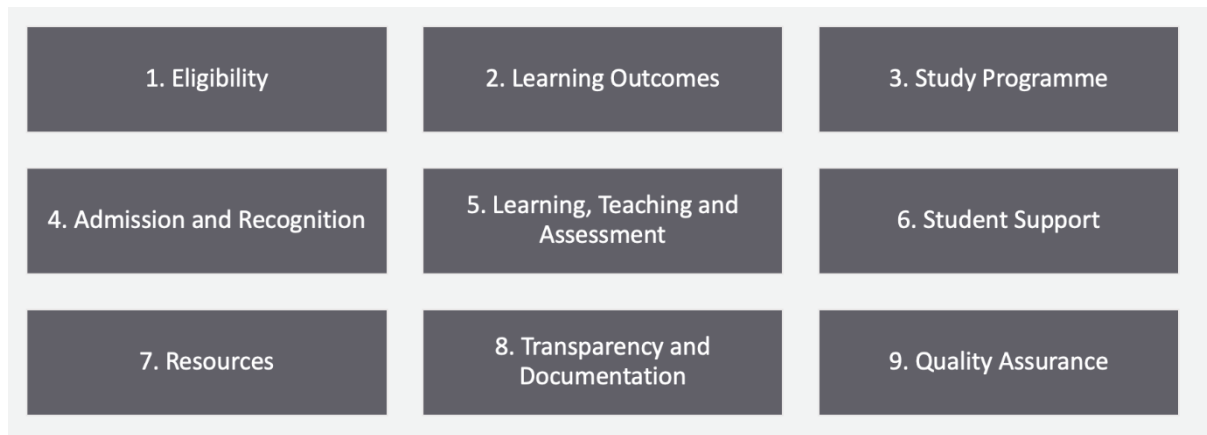 1. Eligibility
2. Learning Outcomes
3. Study Programme
4. Admission and Recognition
5. Learning, Teaching and
Assessment
6. Student Support
7. Resources
8. Transparency and
Documentation
9. Quality Assurance